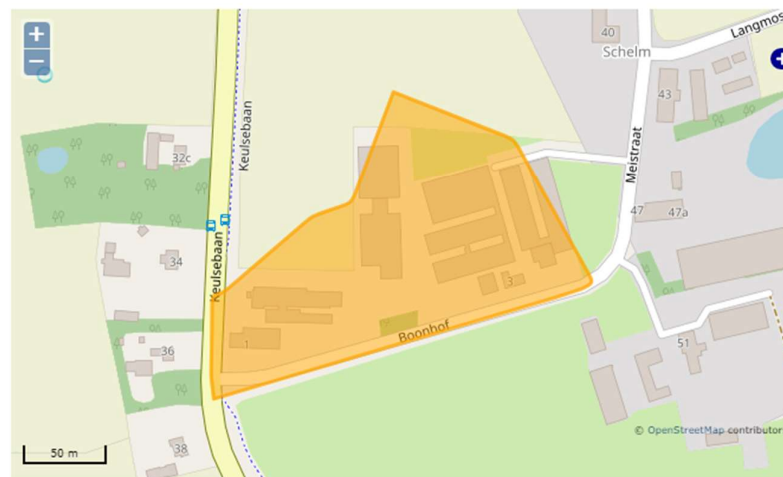 +
−
40
Schelm
Langmos
43
32c
Keulsebaan
Meistraat
47
47a
Keulsebaan
34
3
Boonhof
1
36
51
38
50 m
© OpenStreetMap contributor